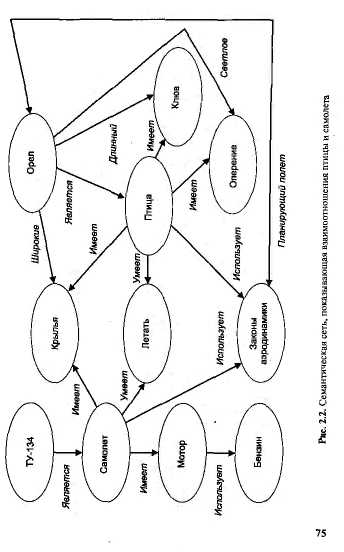 ТУ-134
Орел
Является
Широкие
Является
Длинный
Светлое
Самолет
Имеет
Крылья
Имеет
Птица
Имеет
Клюв
Имеет
Умеет
Летать
Умеет
Имеет
Оперение
Мотор
Использует
Использует
Использует
Бензин
Законы
аэродинамики
Планирующий полет
Рис. 2.2. Семантическая сеть, показывающая взаимоотношения птицы и самолета
75